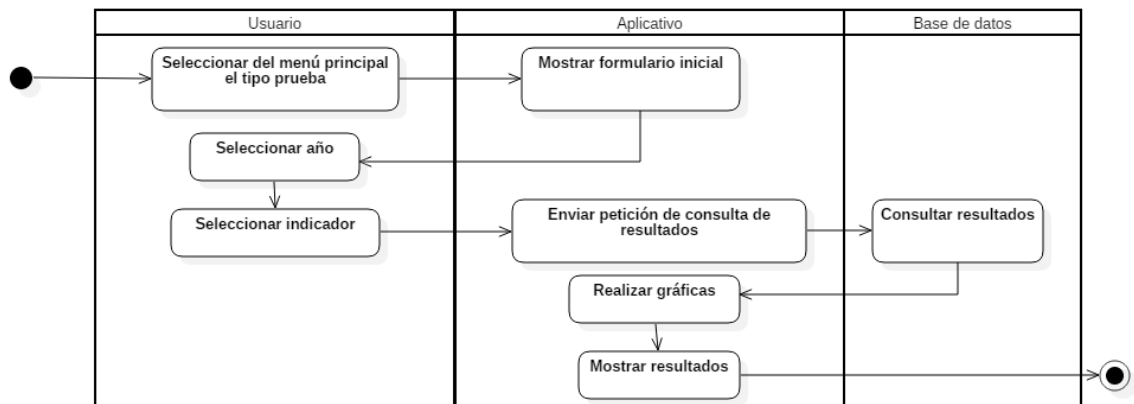 Usuario
Aplicativo
Base de datos
Seleccionar del menú principal
el tipo prueba
Mostrar formulario inicial
Seleccionar año
Seleccionar indicador
Enviar petición de consulta de
resultados
Consultar resultados
Realizar gráficas
Mostrar resultados